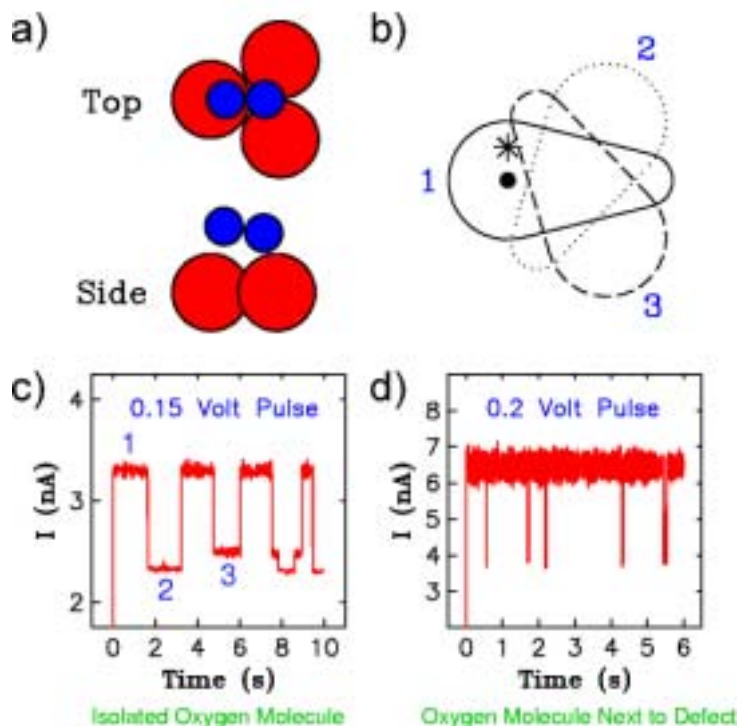 a)
Top
Side
b)
1
2
3
c)
0.15 Volt Pulse
1
2
3
I (nA)
4
3
2
0 2 4 6 8 10
Time (s)
Isolated Oxygen Molecule
d)
0.2 Volt Pulse
I (nA)
8
7
6
5
4
3
0 1 2 3 4 5 6
Time (s)
Oxygen Molecule Next to Defect